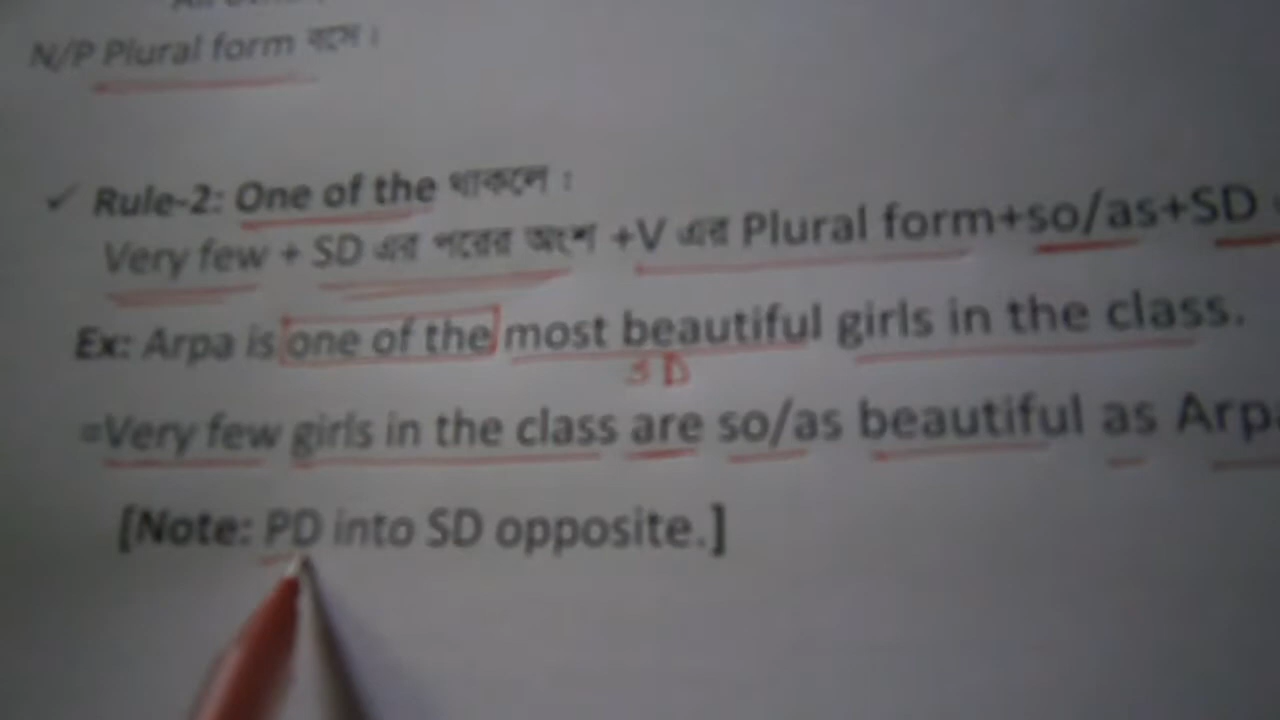 N/P Plural form বসে।
✓ Rule-2: One of the থাকলে :
Very few + SD এর পরের অংশ +V এর Plural form+so/as+SD
Ex: Arpa is one of the most beautiful girls in the class.
SD
=Very few girls in the class are so/as beautiful as Arpa
[Note: PD into SD opposite.]